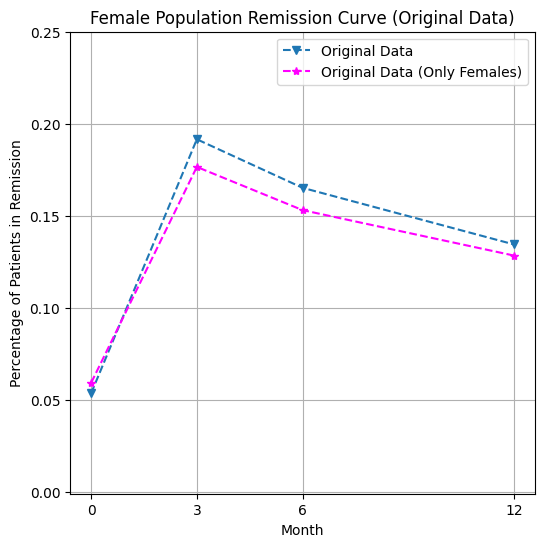 Female Population Remission Curve (Original Data)
Original Data
Original Data (Only Females)
Percentage of Patients in Remission
0.25
0.20
0.15
0.10
0.05
0.00
0 3 6 12
Month